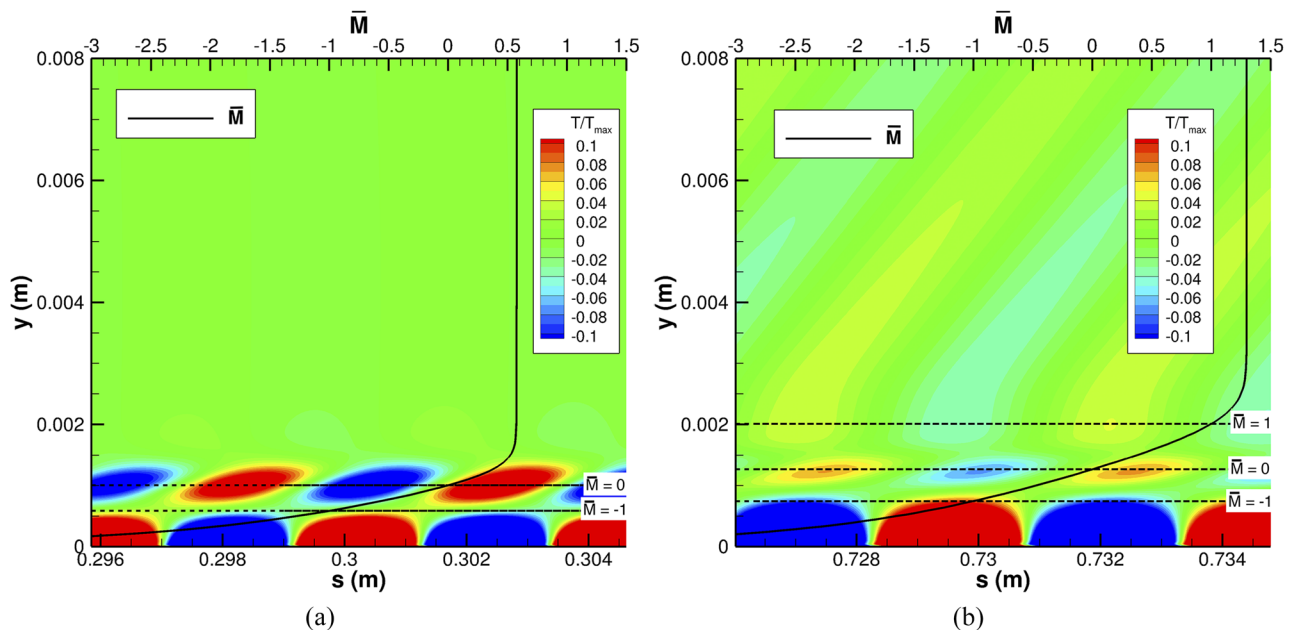 M̄
-3 -2.5 -2 -1.5 -1 -0.5 0 0.5 1 1.5
0.008
0.006
0.004
0.002
0
y (m)
M̄
T/Tmax
0.1
0.08
0.06
0.04
0.02
0
-0.02
-0.04
-0.06
-0.08
-0.1
M̄ = 0
M̄ = -1
0.296 0.298 0.3 0.302 0.304
s (m)
(a)
M̄
-3 -2.5 -2 -1.5 -1 -0.5 0 0.5 1 1.5
0.008
0.006
0.004
0.002
0
y (m)
M̄
T/Tmax
0.1
0.08
0.06
0.04
0.02
0
-0.02
-0.04
-0.06
-0.08
-0.1
M̄ = 1
M̄ = 0
M̄ = -1
0.728 0.73 0.732 0.734
s (m)
(b)